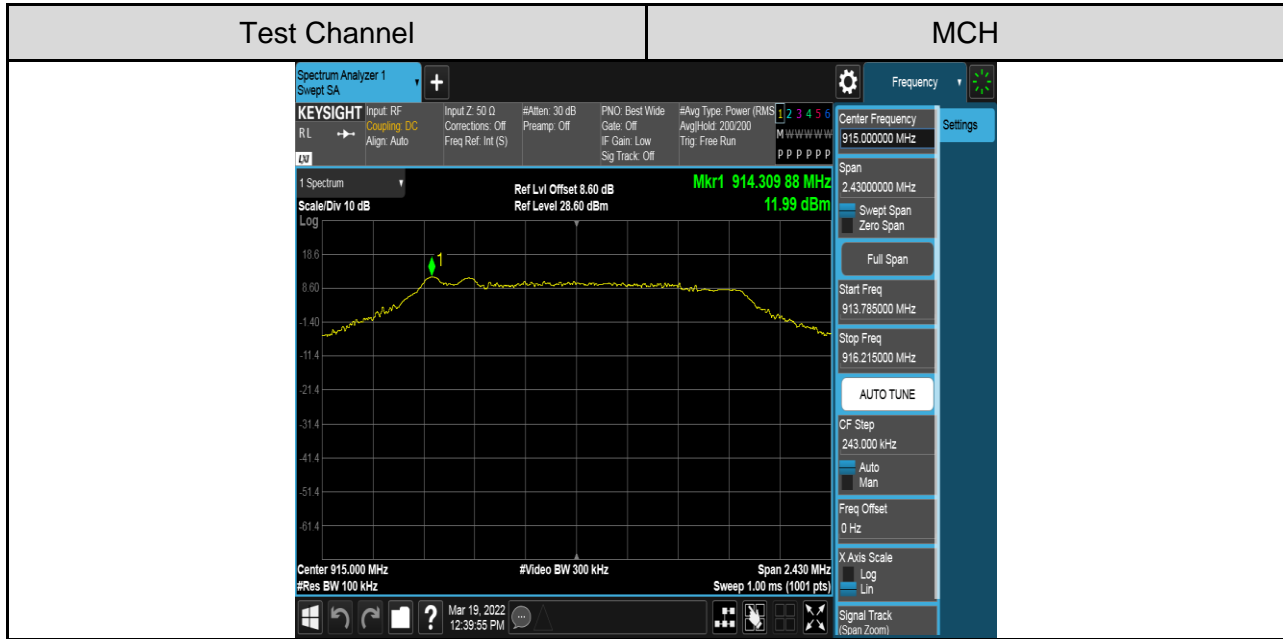 Test Channel
MCH
Spectrum Analyzer 1
Swept SA
+
Frequency
KEYSIGHT
RL
LXI
Input: RF
Coupling: DC
Align: Auto
Input Z: 50 Ω
Corrections: Off
Freq Ref: Int (S)
#Atten: 30 dB
Preamp: Off
PNO: Best Wide
Gate: Off
IF Gain: Low
Sig Track: Off
#Avg Type: Power (RMS
Avg|Hold: 200/200
Trig: Free Run
1 2 3 4 5 6
M W W W W W
P P P P P P
Center Frequency
915.000000 MHz
Settings
1 Spectrum
Scale/Div 10 dB
Log
Ref Lvl Offset 8.60 dB
Ref Level 28.60 dBm
Mkr1 914.309 88 MHz
11.99 dBm
Span
2.43000000 MHz
Swept Span
Zero Span
Full Span
Start Freq
913.785000 MHz
Stop Freq
916.215000 MHz
AUTO TUNE
CF Step
243.000 kHz
Auto
Man
Freq Offset
0 Hz
X Axis Scale
Log
Lin
Signal Track
(Span Zoom)
1
18.6
8.60
-1.40
-11.4
-21.4
-31.4
-41.4
-51.4
-61.4
Center 915.000 MHz
#Res BW 100 kHz
#Video BW 300 kHz
Span 2.430 MHz
Sweep 1.00 ms (1001 pts)
?
Mar 19, 2022
12:39:55 PM